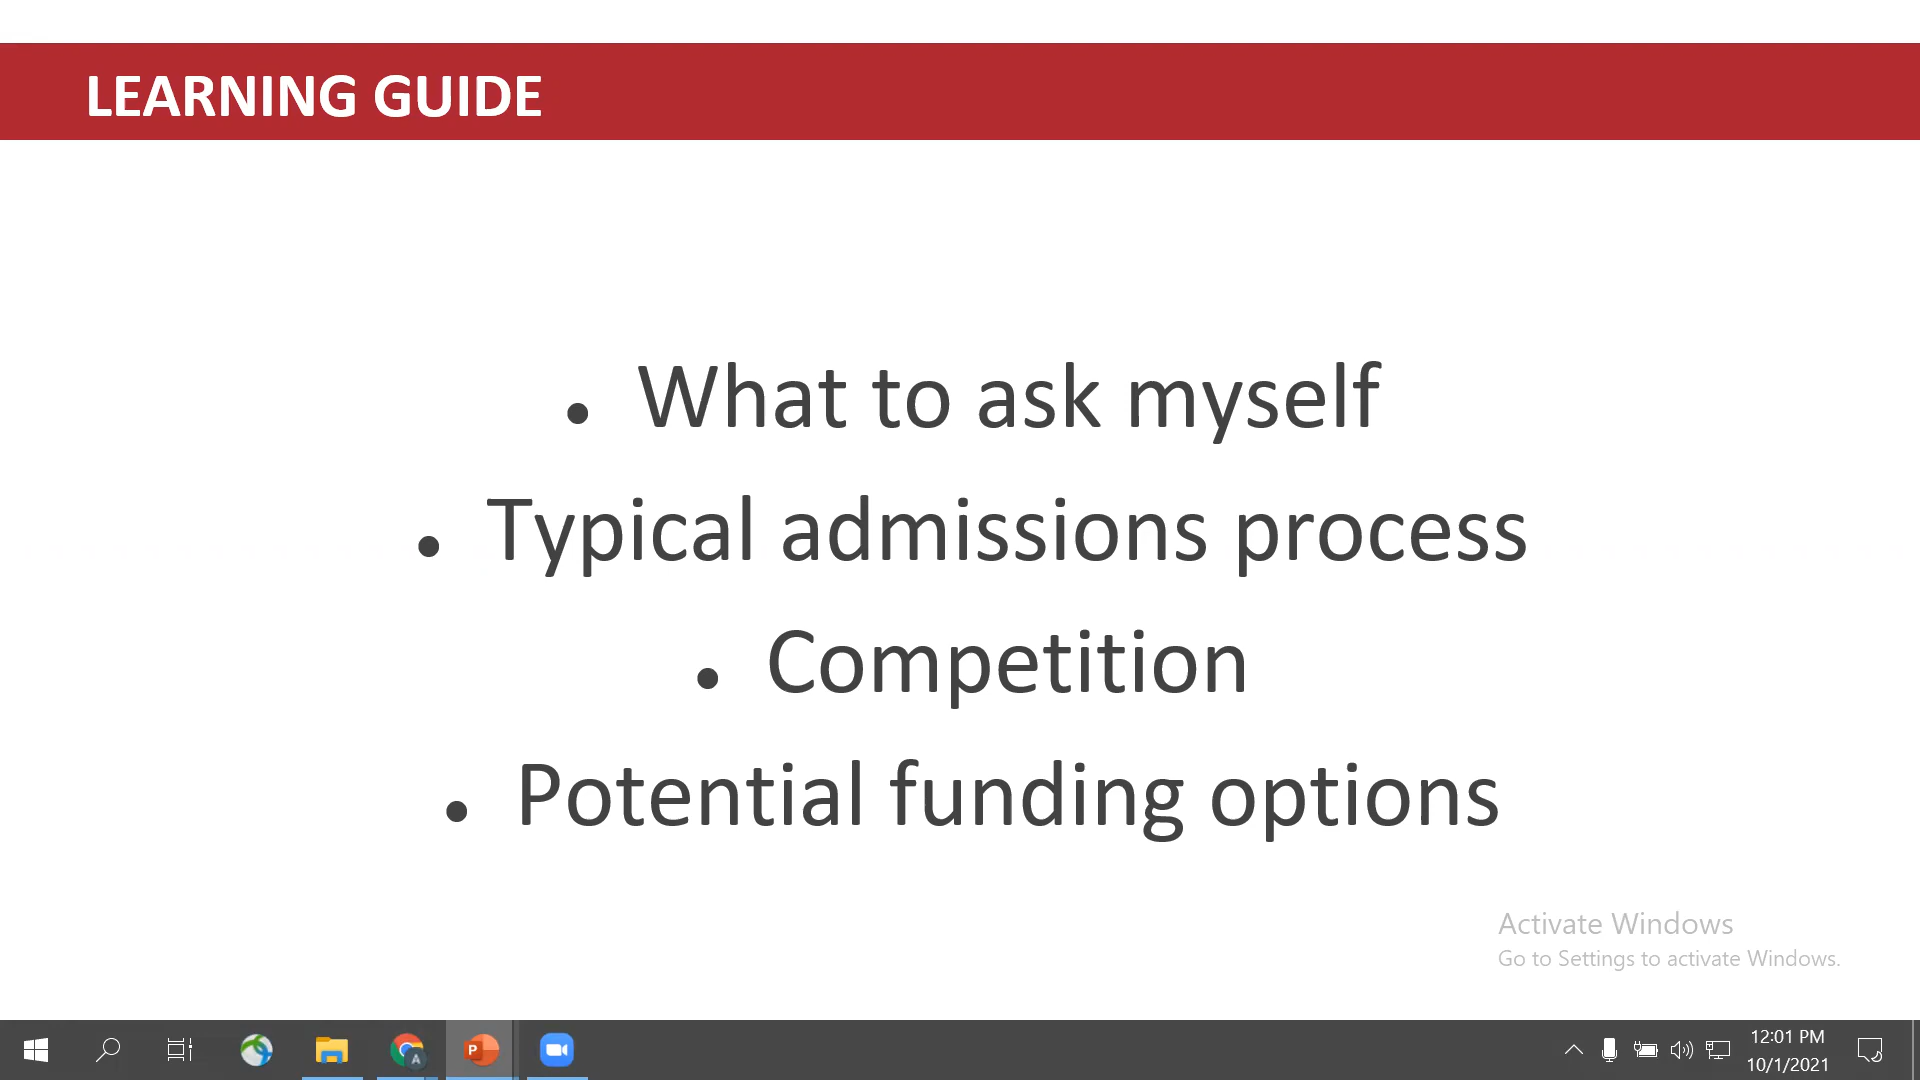 LEARNING GUIDE
• What to ask myself
• Typical admissions process
• Competition
• Potential funding options
Activate Windows
Go to Settings to activate Windows.
12:01 PM
10/1/2021